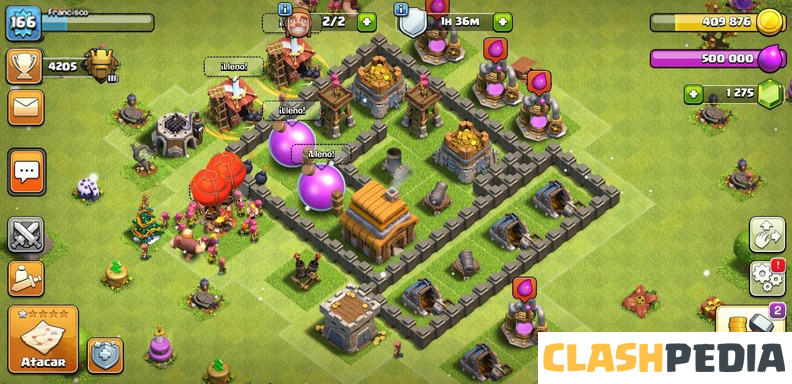 166
francisco
2/2
1h 36m
409 876
500 000
1 275
4205
III
¡Lleno!
¡Lleno!
¡Lleno!
2
Atacar
CLASHPEDIA